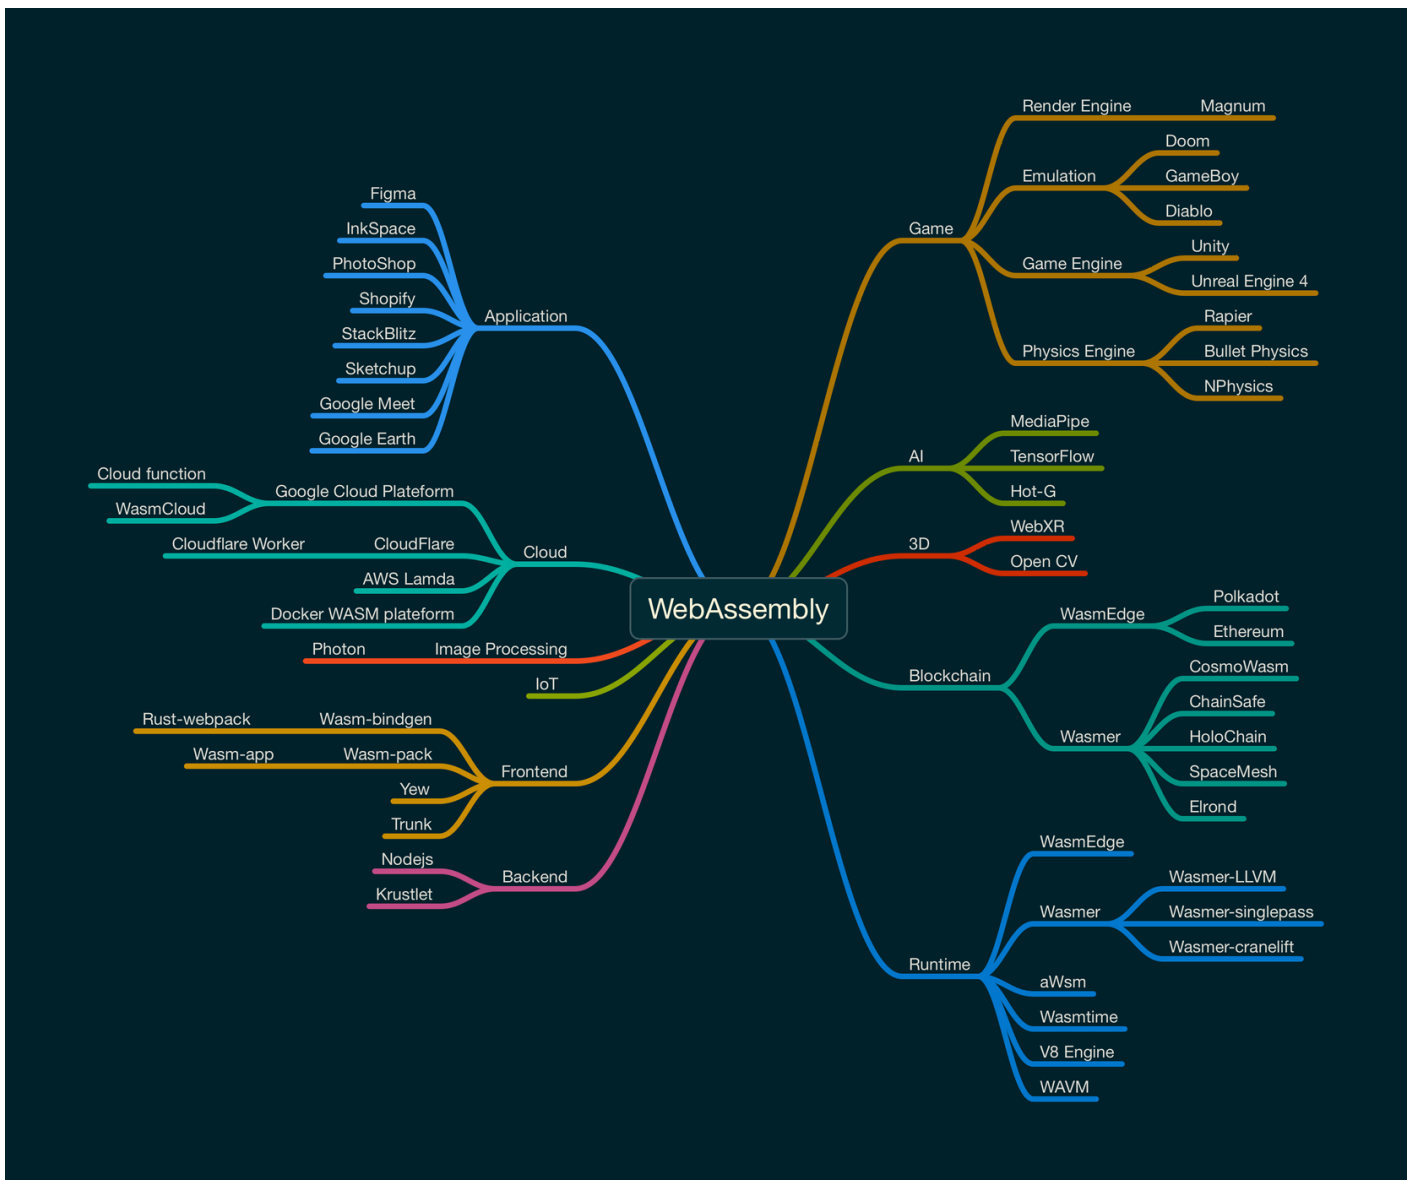 WebAssembly
Game
Render Engine
Magnum
Emulation
Doom
GameBoy
Diablo
Game Engine
Unity
Unreal Engine 4
Physics Engine
Rapier
Bullet Physics
NPhysics
AI
MediaPipe
TensorFlow
Hot-G
3D
WebXR
Open CV
Blockchain
WasmEdge
Polkadot
Ethereum
Wasmer
CosmoWasm
ChainSafe
HoloChain
SpaceMesh
Elrond
Runtime
WasmEdge
Wasmer
Wasmer-LLVM
Wasmer-singlepass
Wasmer-cranelift
aWsm
Wasmtime
V8 Engine
WAVM
Application
Figma
InkSpace
PhotoShop
Shopify
StackBlitz
Sketchup
Google Meet
Google Earth
Cloud
Google Cloud Plateform
Cloud function
WasmCloud
CloudFlare
Cloudflare Worker
AWS Lamda
Docker WASM plateform
Image Processing
Photon
IoT
Frontend
Wasm-bindgen
Rust-webpack
Wasm-pack
Wasm-app
Yew
Trunk
Backend
Nodejs
Krustlet